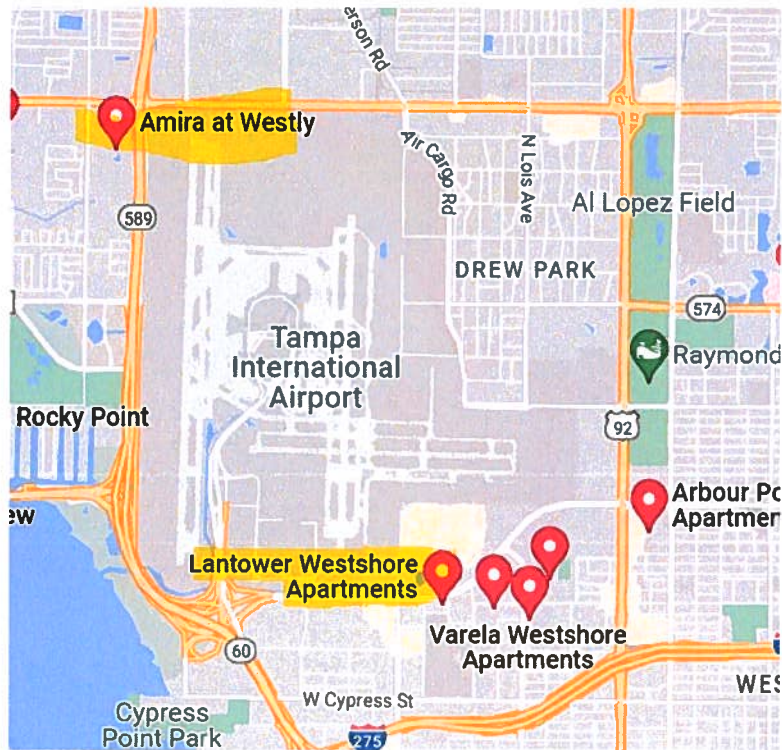 erson Rd
Amira at Westly
Air Cargo Rd
N Lois Ave
589
Al Lopez Field
DREW PARK
574
Tampa
International
Airport
Raymond
Rocky Point
92
ew
Arbour Po
Apartmen
Lantower Westshore
Apartments
Varela Westshore
Apartments
60
WES
W Cypress St
Cypress
Point Park
275